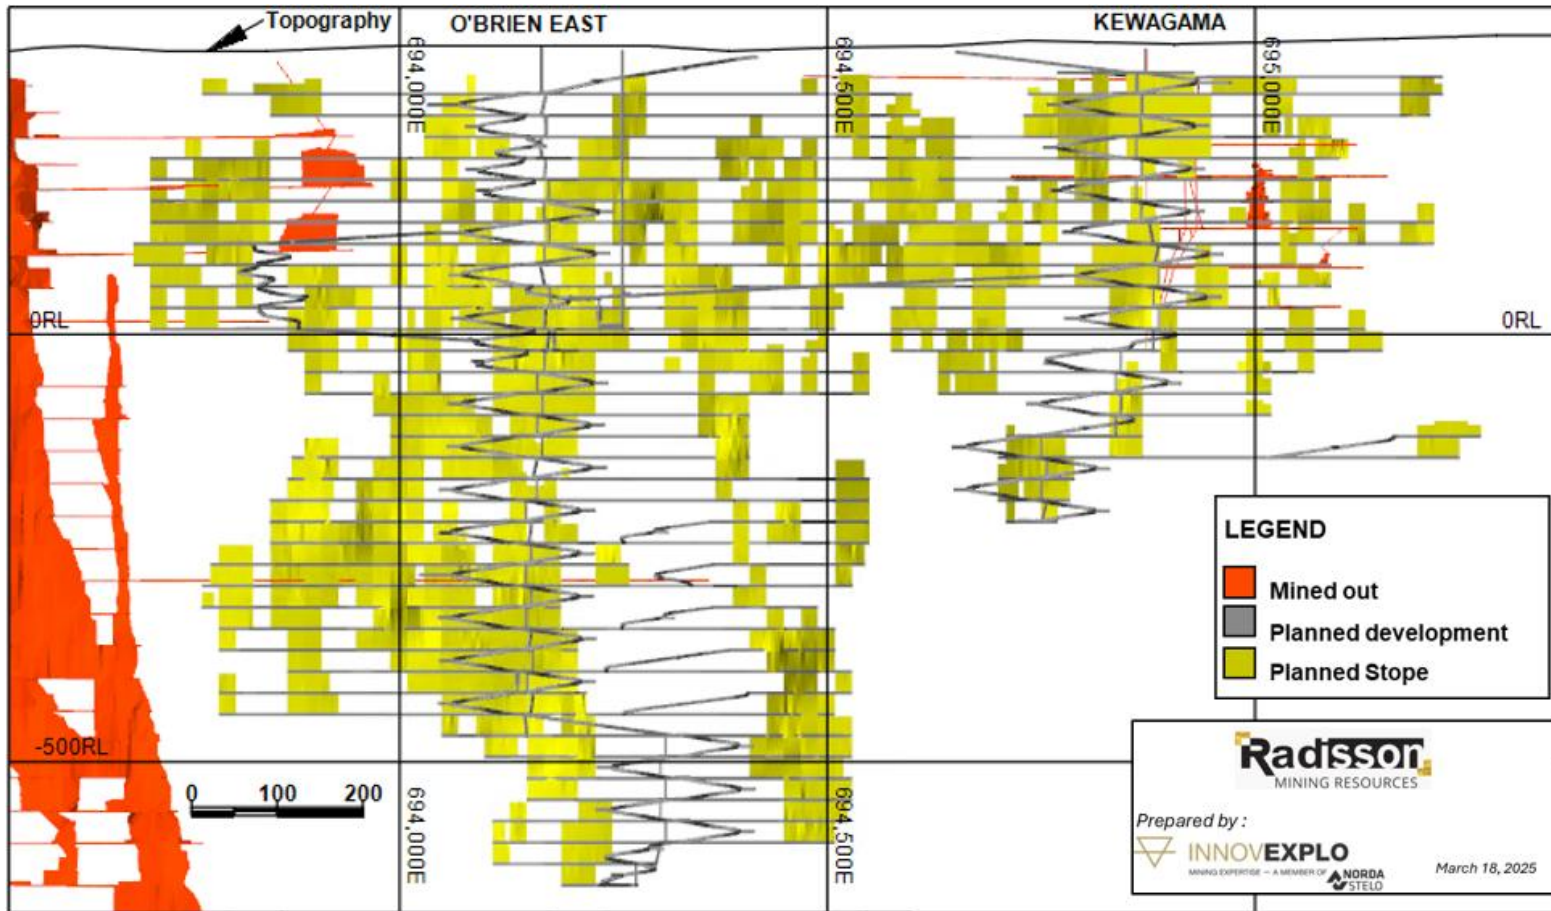 Topography
O'BRIEN EAST
KEWAGAMA
694,000E
694,500E
695,000E
0RL
0RL
LEGEND
Mined out
Planned development
Planned Stope
-500RL
0 100 200
694,000E
694,500E
Radisson
MINING RESOURCES
Prepared by :
INNOVEXPLO
MINING EXPERTISE — A MEMBER OF NORDA
STELO
March 18, 2025